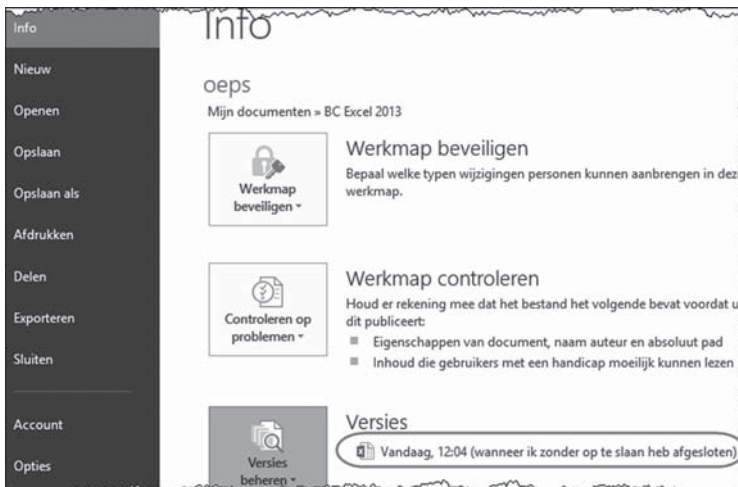 Info
Nieuw
Openen
Opslaan
Opslaan als
Afdrukken
Delen
Exporteren
Sluiten
Account
Opties
Info
oeps
Mijn documenten » BC Excel 2013
Werkmap
beveiligen
Werkmap beveiligen
Bepaal welke typen wijzigingen personen kunnen aanbrengen in
werkmap.
Controleren op
problemen
Werkmap controleren
Houd er rekening mee dat het bestand het volgende bevat voordat u
dit publiceert:
Eigenschappen van document, naam auteur en absoluut pad
Inhoud die gebruikers met een handicap moeilijk kunnen lezen
Versies
beheren
Versies
Vandaag, 12:04 (wanneer ik zonder op te slaan heb afgesloten)